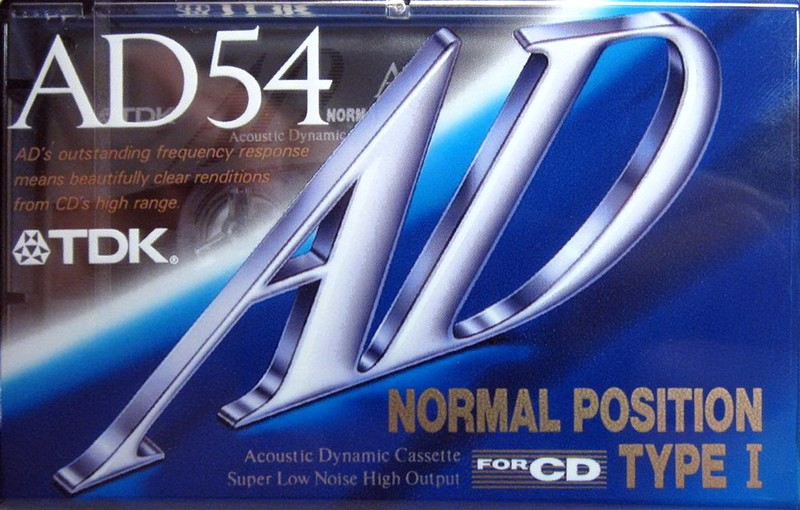 AD54
NORM
Acoustic Dynamic
AD's outstanding frequency response
means beautifully clear renditions
from CD's high range.
TDK®
AD
NORMAL POSITION
TYPE I
Acoustic Dynamic Cassette
Super Low Noise High Output
FOR CD